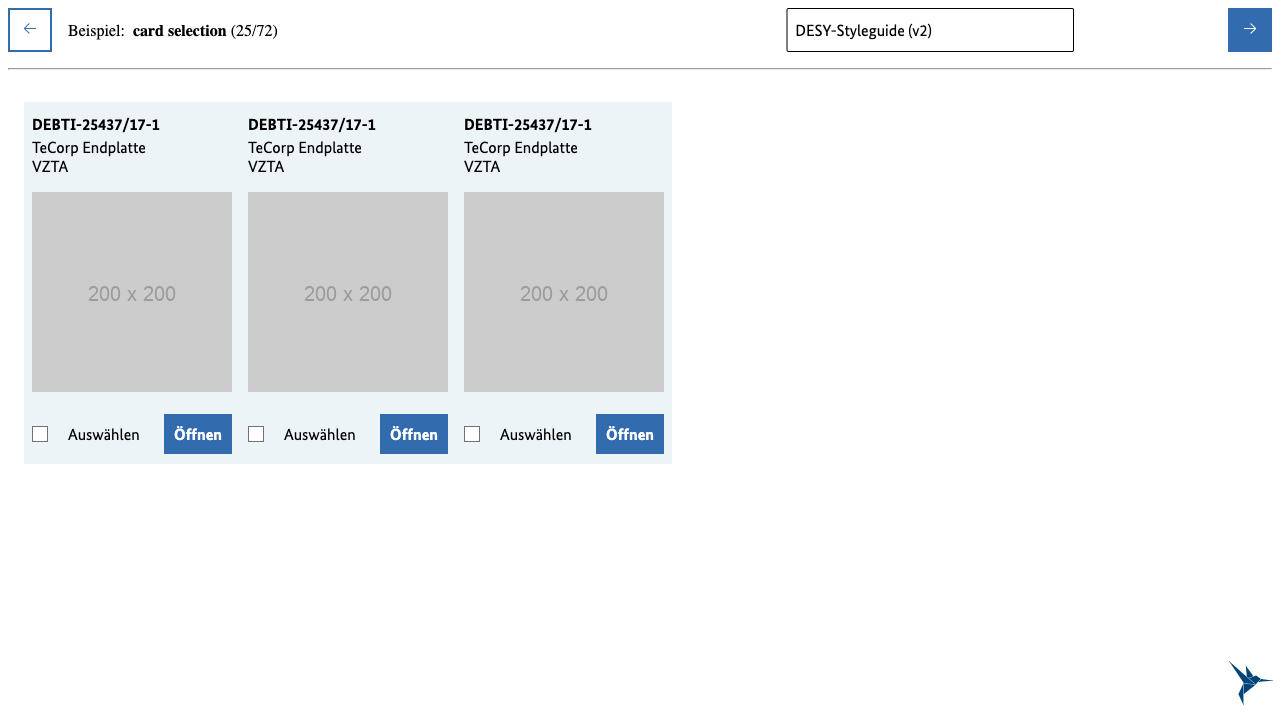 Beispiel: card selection (25/72)
DESY-Styleguide (v2)
DEBTI-25437/17-1
TeCorp Endplatte
VZTA
200 x 200
Auswählen
Öffnen
DEBTI-25437/17-1
TeCorp Endplatte
VZTA
200 x 200
Auswählen
Öffnen
DEBTI-25437/17-1
TeCorp Endplatte
VZTA
200 x 200
Auswählen
Öffnen